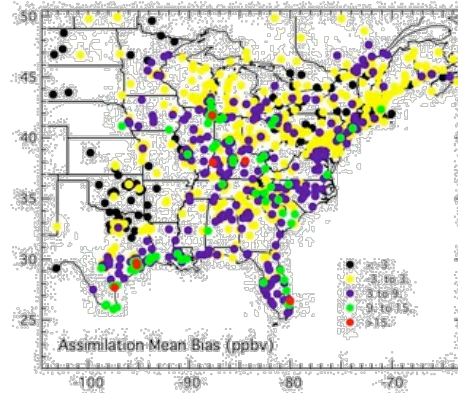 50
45
40
35
30
25
-100 -90 -80 -70
< -3
-3 to 3
3 to 9
9 to 15
>15
Assimilation Mean Bias (ppbv)